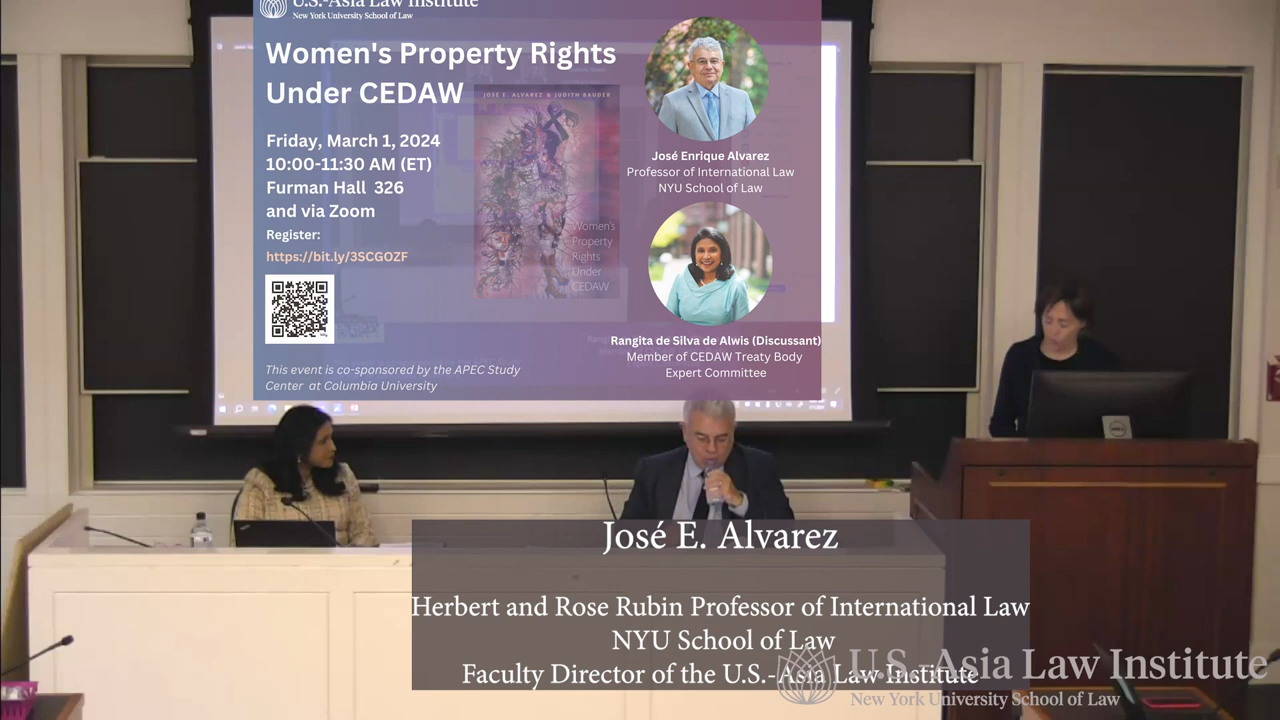 U.S.-Asia Law Institute
New York University School of Law
Women's Property Rights
Under CEDAW
Friday, March 1, 2024
10:00-11:30 AM (ET)
Furman Hall 326
and via Zoom
Register:
https://bit.ly/3SCGOZF
This event is co-sponsored by the APEC Study
Center at Columbia University
JOSÉ E. ALVAREZ & JUDITH BAUDER
Women's
Property
Rights
Under
CEDAW
José Enrique Alvarez
Professor of International Law
NYU School of Law
Rangita de Silva de Alwis (Discussant)
Member of CEDAW Treaty Body
Expert Committee
DELL
José E. Alvarez
Herbert and Rose Rubin Professor of International Law
NYU School of Law
Faculty Director of the U.S.-Asia Law Institute
U.S.-Asia Law Institute
New York University School of Law